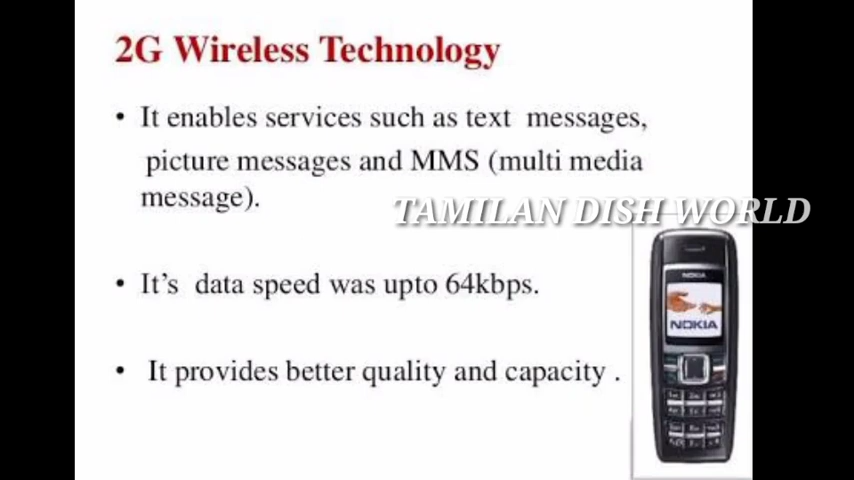 2G Wireless Technology
• It enables services such as text messages,
picture messages and MMS (multi media
message).
TAMILAN DISH WORLD
• It's data speed was upto 64kbps.
• It provides better quality and capacity .
NOKIA
NOKIA